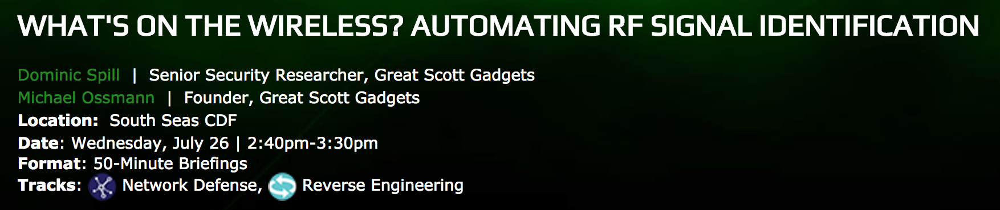 WHAT'S ON THE WIRELESS? AUTOMATING RF SIGNAL IDENTIFICATION
Dominic Spill | Senior Security Researcher, Great Scott Gadgets
Michael Ossmann | Founder, Great Scott Gadgets
Location: South Seas CDF
Date: Wednesday, July 26 | 2:40pm-3:30pm
Format: 50-Minute Briefings
Tracks: Network Defense, Reverse Engineering